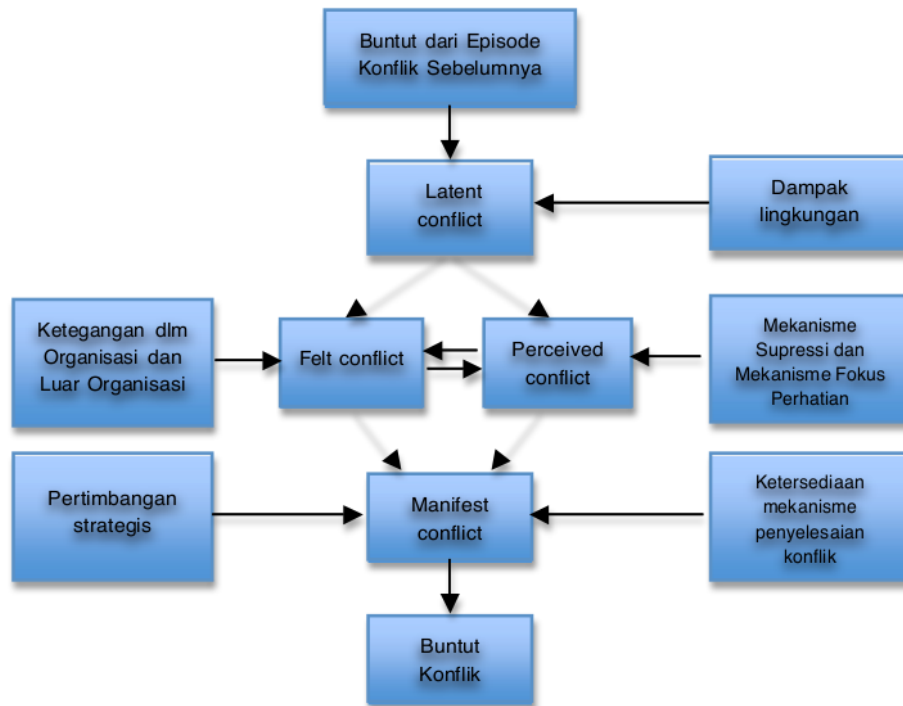 Buntut dari Episode
Konflik Sebelumnya
Latent
conflict
Dampak
lingkungan
Ketegangan dlm
Organisasi dan
Luar Organisasi
Felt conflict
Perceived
conflict
Mekanisme
Supressi dan
Mekanisme Fokus
Perhatian
Pertimbangan
strategis
Manifest
conflict
Ketersediaan
mekanisme
penyelesaian
konflik
Buntut
Konflik